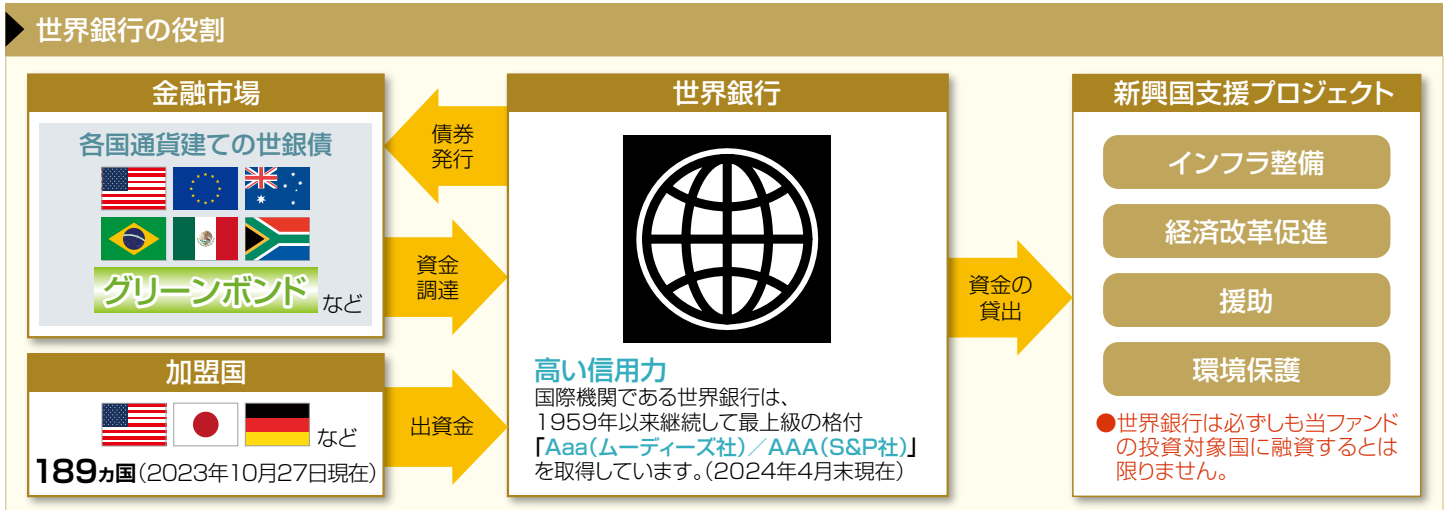 世界銀行の役割
金融市場
各国通貨建ての世銀債
グリーンボンド など
加盟国
など
189ヵ国(2023年10月27日現在)
債券
発行
資金
調達
出資金
世界銀行
高い信用力
国際機関である世界銀行は、
1959年以来継続して最上級の格付
「Aaa(ムーディーズ社)/AAA(S&P社)」
を取得しています。(2024年4月末現在)
資金の
貸出
新興国支援プロジェクト
インフラ整備
経済改革促進
援助
環境保護
●世界銀行は必ずしも当ファンド
の投資対象国に融資するとは
限りません。